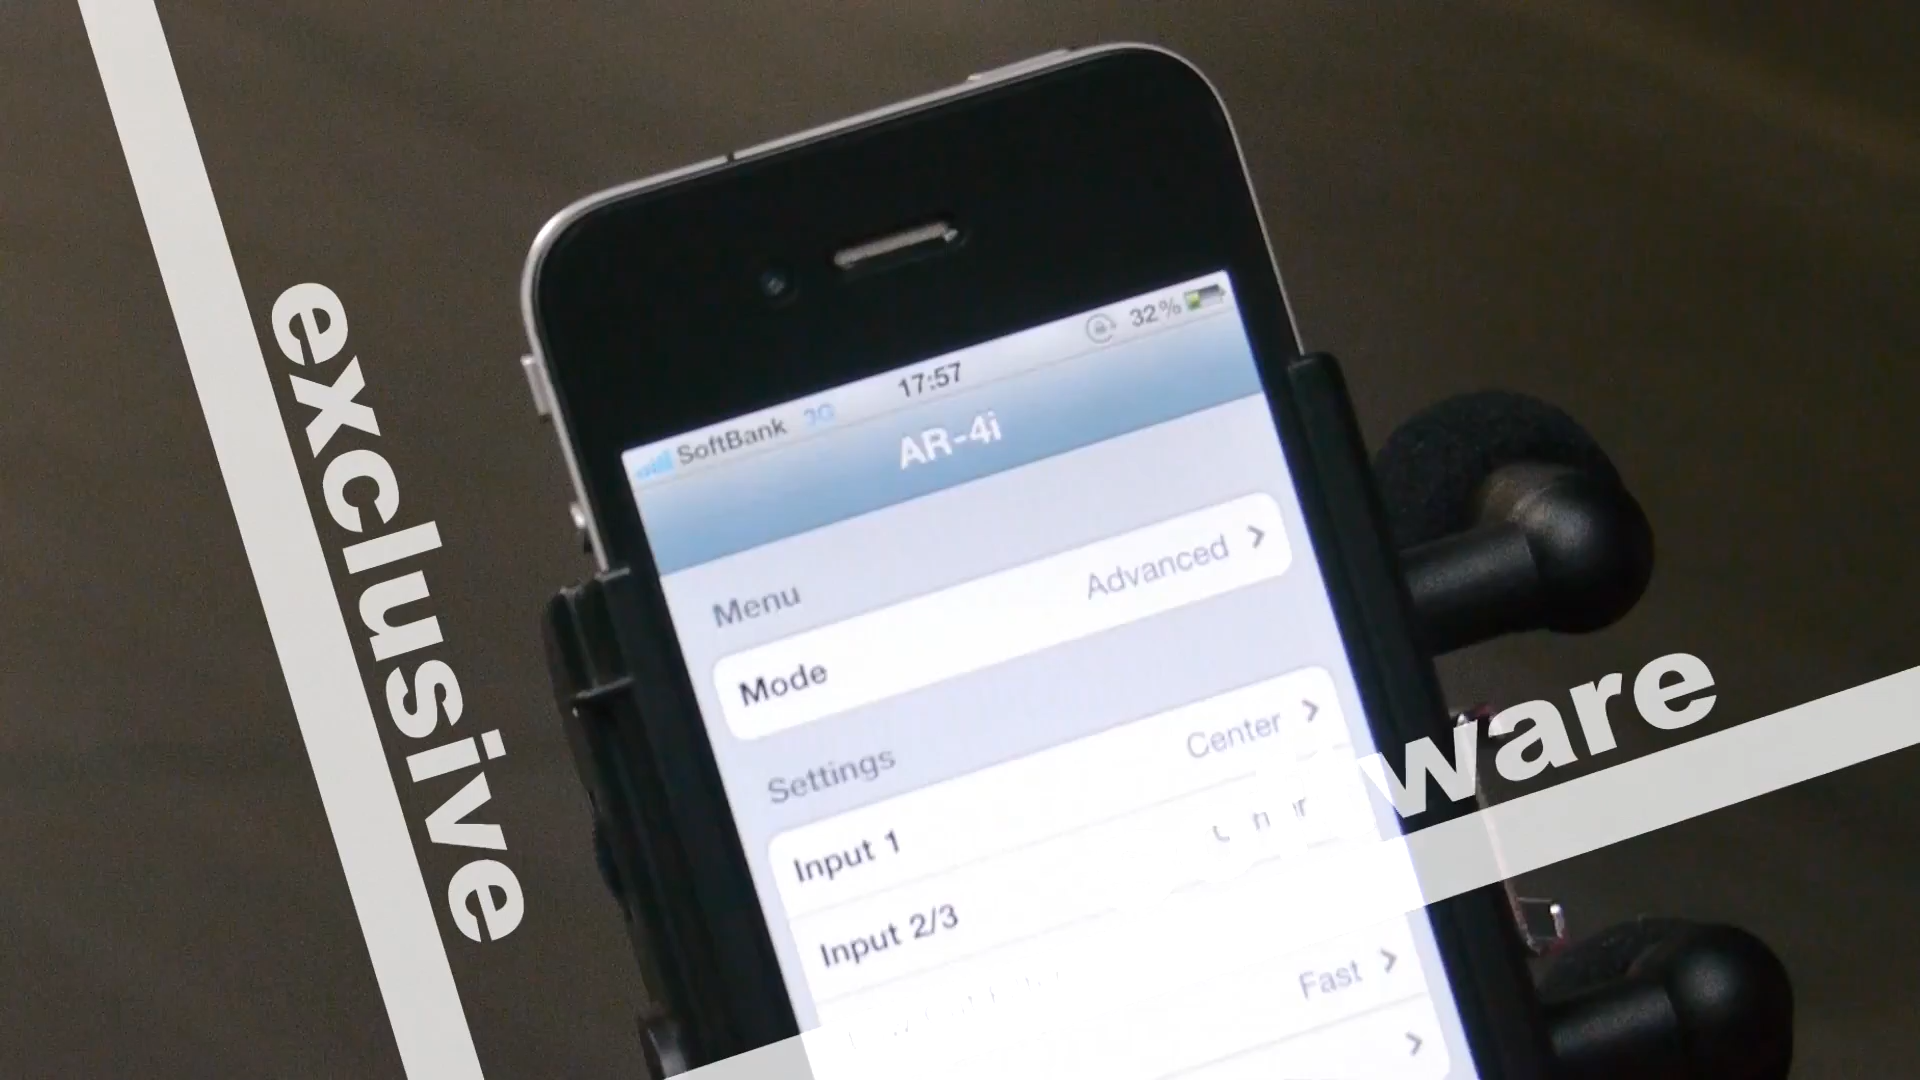 SoftBank 3G 17:57 32%
AR-4i
Menu
Mode Advanced
Settings
Input 1 Center
Input 2/3
Fast
exclusive
ware